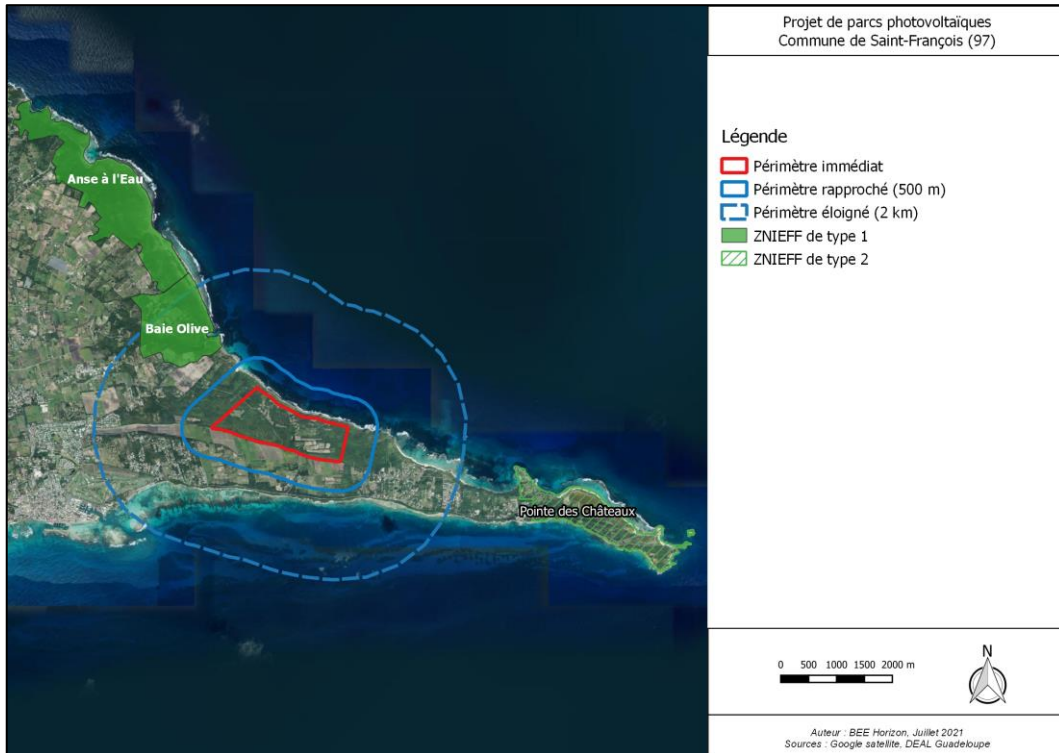 Projet de parcs photovoltaïques
Commune de Saint-François (97)
Légende
Périmètre immédiat
Périmètre rapproché (500 m)
Périmètre éloigné (2 km)
ZNIEFF de type 1
ZNIEFF de type 2
Anse à l'Eau
Baie Olive
Pointe des Châteaux
0 500 1000 1500 2000 m
N
Auteur : BEE Horizon, Juillet 2021
Sources : Google satellite, DEAL Guadeloupe